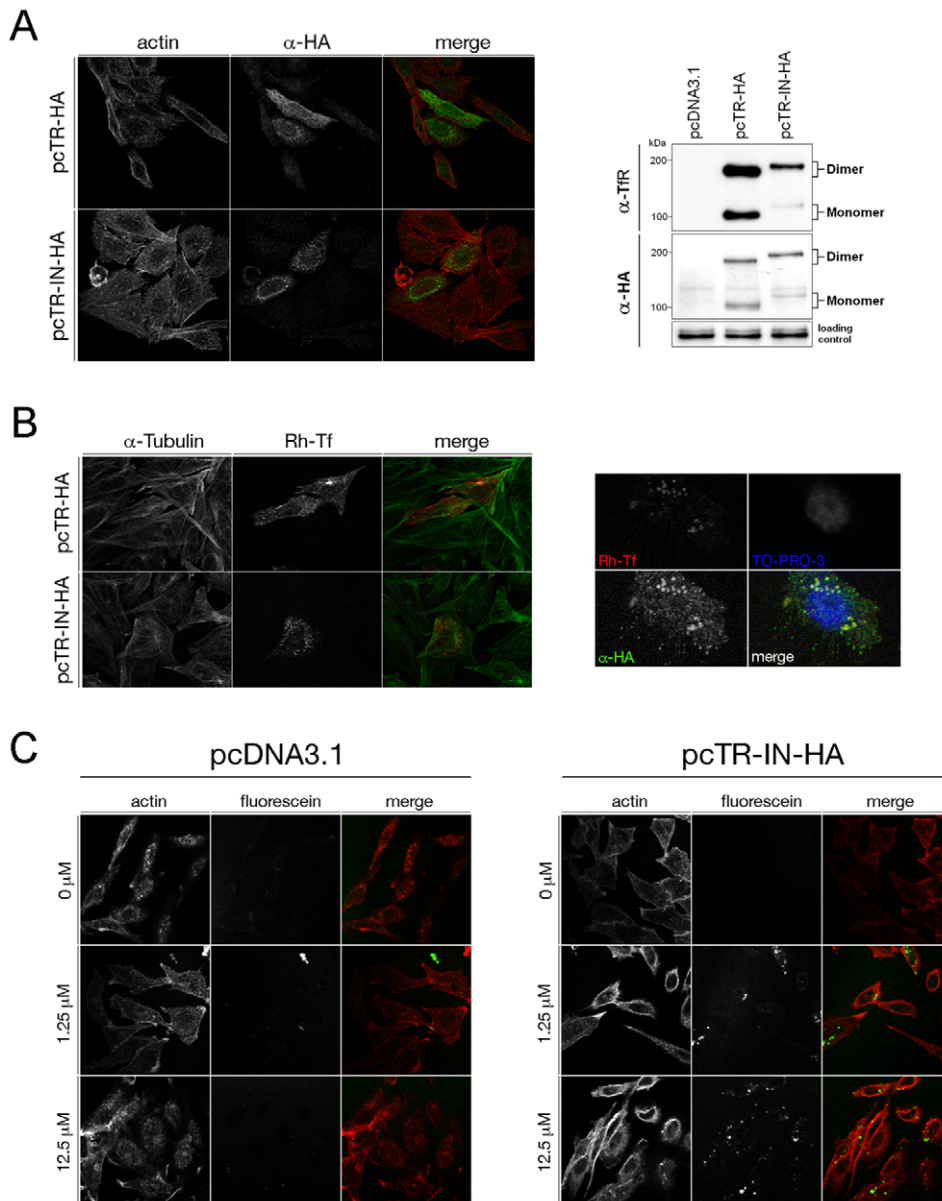 A
actin α-HA merge
pcTR-HA
pcTR-IN-HA
pcDNA3.1
pcTR-HA
pcTR-IN-HA
kDa
α-TfR
200
Dimer
100
Monomer
α-HA
200
Dimer
100
Monomer
loading
control
B
α-Tubulin Rh-Tf merge
pcTR-HA
pcTR-IN-HA
Rh-Tf
TO-PRO-3
α-HA
merge
C
pcDNA3.1
actin fluorescein merge
0 μM
1.25 μM
12.5 μM
pcTR-IN-HA
actin fluorescein merge
0 μM
1.25 μM
12.5 μM